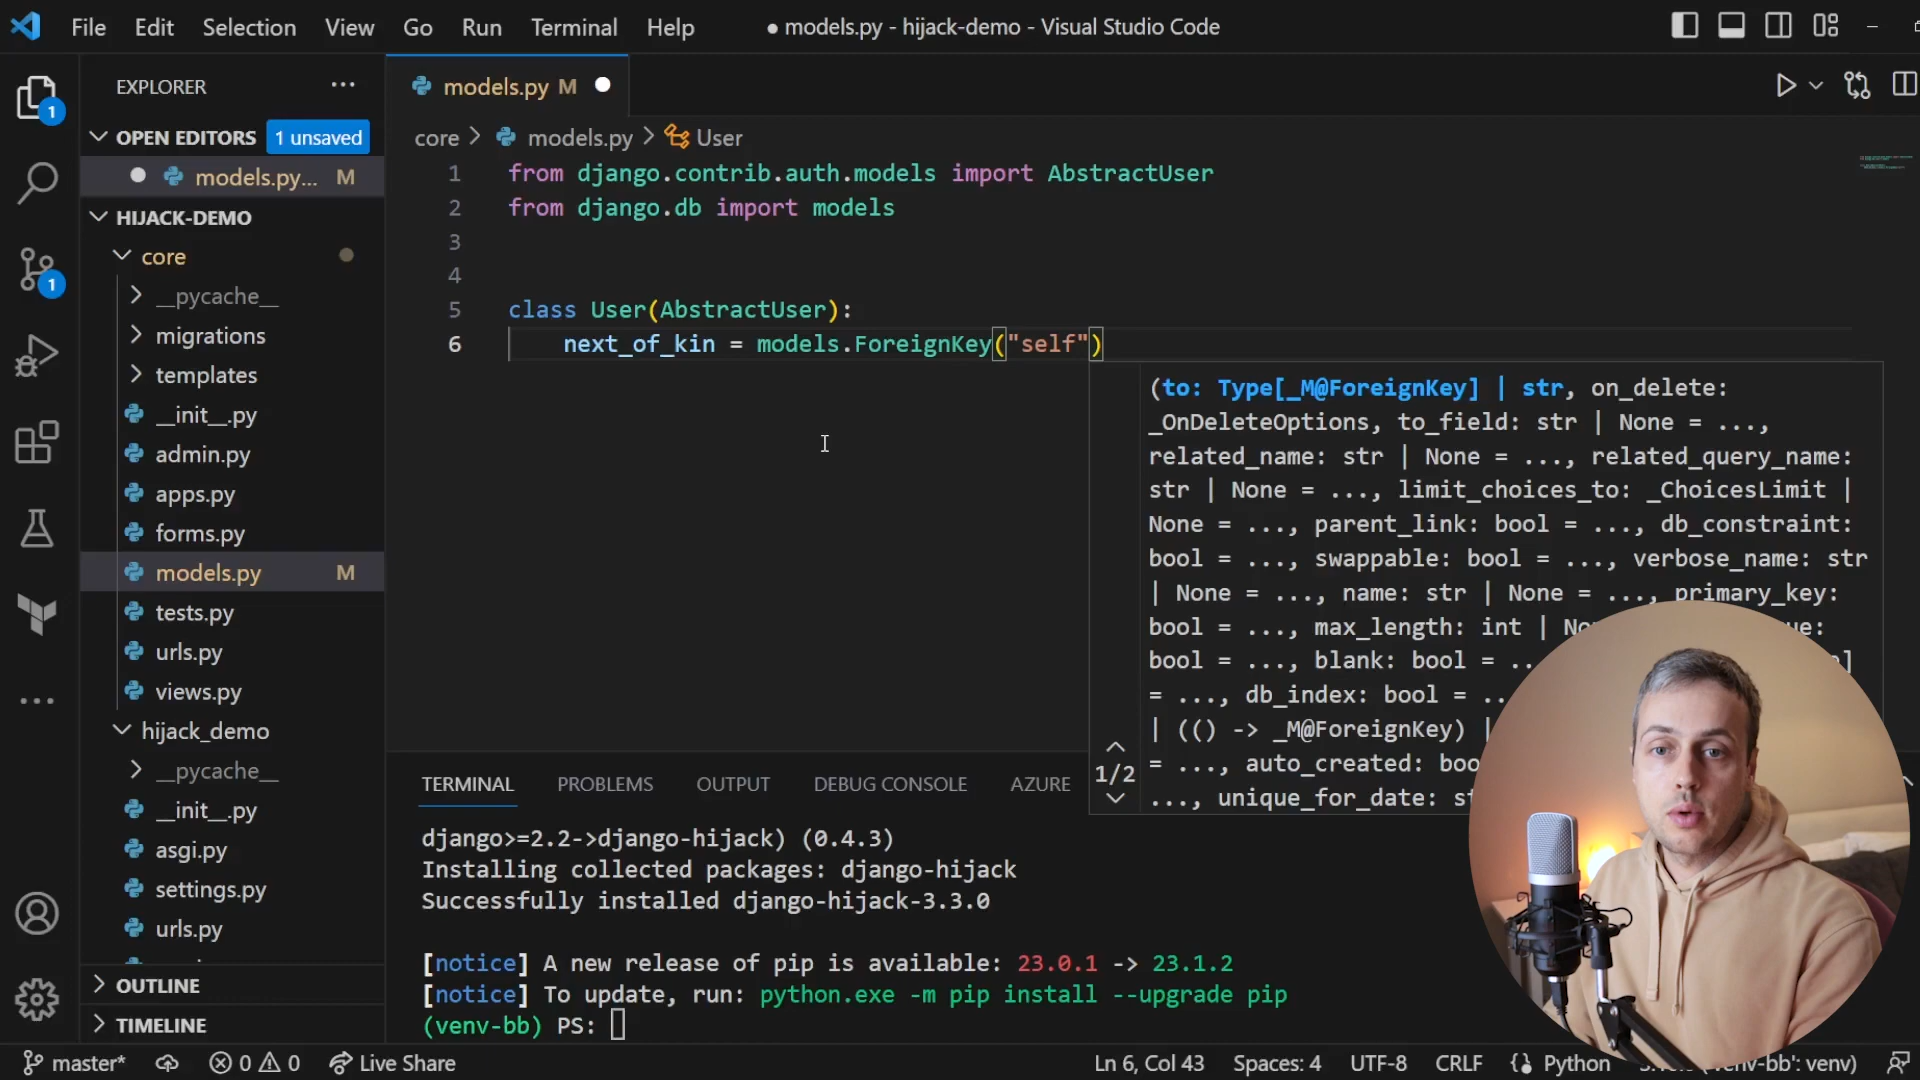 File Edit Selection View Go Run Terminal Help
● models.py - hijack-demo - Visual Studio Code
EXPLORER
OPEN EDITORS 1 unsaved
models.py... M
HIJACK-DEMO
core
__pycache__
migrations
templates
__init__.py
admin.py
apps.py
forms.py
models.py M
tests.py
urls.py
views.py
hijack_demo
__pycache__
__init__.py
asgi.py
settings.py
urls.py
OUTLINE
TIMELINE
1
1
models.py M
core > models.py > User
1 from django.contrib.auth.models import AbstractUser
2 from django.db import models
3
4
5 class User(AbstractUser):
6 next_of_kin = models.ForeignKey("self")
(to: Type[_M@ForeignKey] | str, on_delete:
_OnDeleteOptions, to_field: str | None = ...,
related_name: str | None = ..., related_query_name:
str | None = ..., limit_choices_to: _ChoicesLimit |
None = ..., parent_link: bool = ..., db_constraint:
bool = ..., swappable: bool = ..., verbose_name: str
| None = ..., name: str | None = ..., primary_key:
bool = ..., max_length: int |
bool = ..., blank: bool = ..
= ..., db_index: bool = ..
| (() -> _M@ForeignKey) |
= ..., auto_created:
..., unique_for_date:
1/2
TERMINAL PROBLEMS OUTPUT DEBUG CONSOLE AZURE
django>=2.2->django-hijack) (0.4.3)
Installing collected packages: django-hijack
Successfully installed django-hijack-3.3.0
[notice] A new release of pip is available: 23.0.1 -> 23.1.2
[notice] To update, run: python.exe -m pip install --upgrade pip
(venv-bb) PS:
master* 0 0 Live Share
Ln 6, Col 43 Spaces: 4 UTF-8 CRLF Python venv-bb': venv)